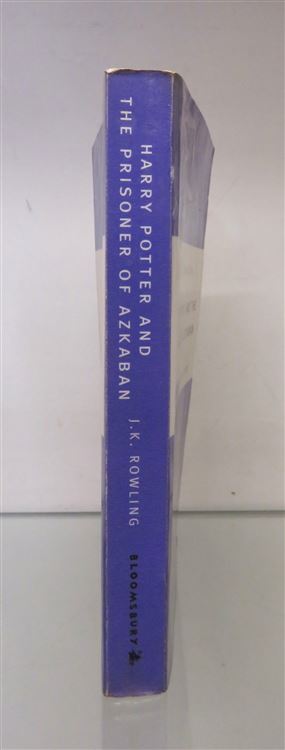 HARRY POTTER AND
THE PRISONER OF AZKABAN
J.K. ROWLING
BLOOMSBURY